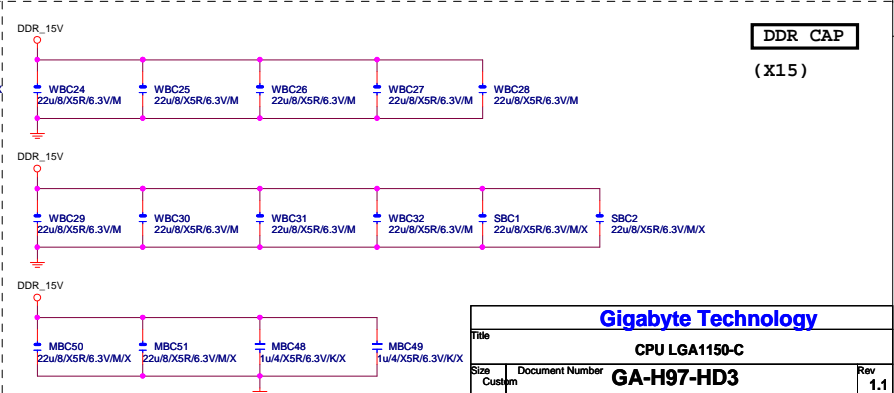 DDR_15V
DDR CAP
(X15)
WBC24
22u/8/X5R/6.3V/M
WBC25
22u/8/X5R/6.3V/M
WBC26
22u/8/X5R/6.3V/M
WBC27
22u/8/X5R/6.3V/M
WBC28
22u/8/X5R/6.3V/M
DDR_15V
WBC29
22u/8/X5R/6.3V/M
WBC30
22u/8/X5R/6.3V/M
WBC31
22u/8/X5R/6.3V/M
WBC32
22u/8/X5R/6.3V/M
SBC1
22u/8/X5R/6.3V/M/X
SBC2
22u/8/X5R/6.3V/M/X
DDR_15V
MBC50
22u/8/X5R/6.3V/M/X
MBC51
22u/8/X5R/6.3V/M/X
MBC48
1u/4/X5R/6.3V/K/X
MBC49
1u/4/X5R/6.3V/K/X
Gigabyte Technology
Title
CPU LGA1150-C
Size
Custom
Document Number
GA-H97-HD3
Rev
1.1